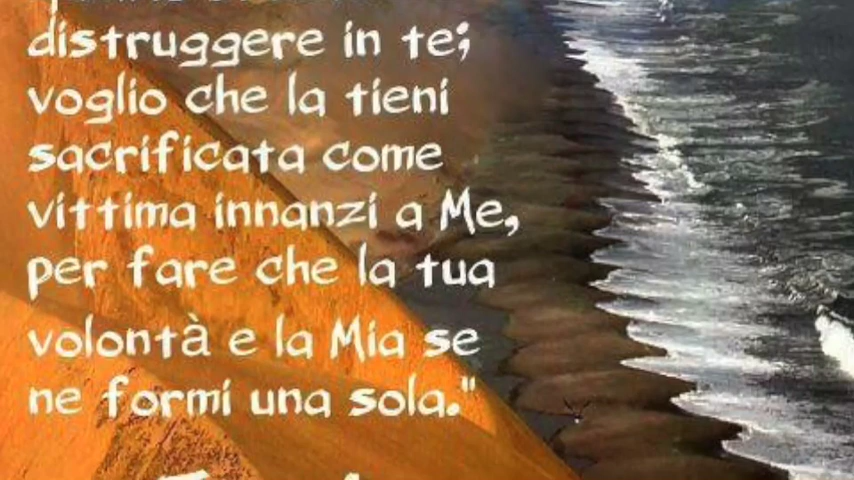 distruggere in te;
voglio che la tieni
sacrificata come
vittima innanzi a Me,
per fare che la tua
volontà e la Mia se
ne formi una sola."